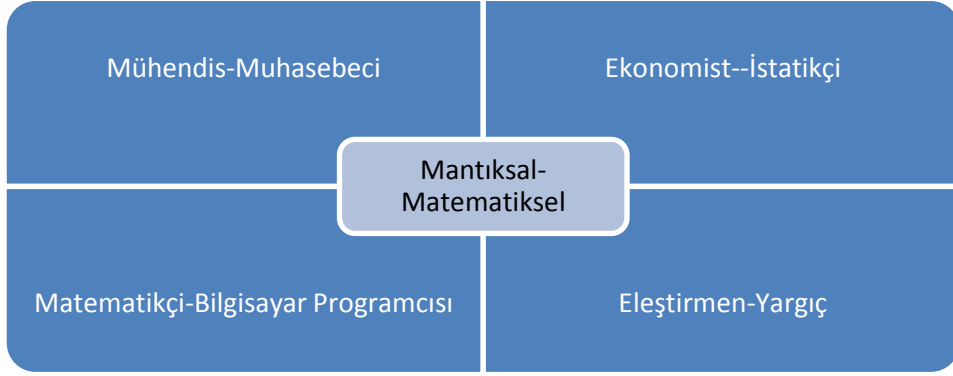 Mühendis-Muhasebeci
Ekonomist--İstatikçi
Mantıksal-
Matematiksel
Matematikçi-Bilgisayar Programcısı
Eleştirmen-Yargıç